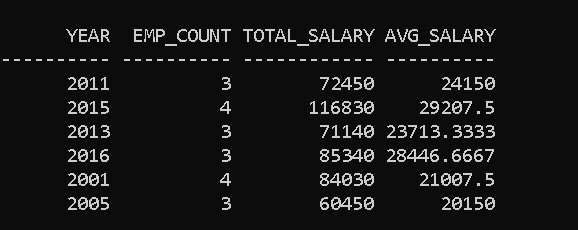 YEAR EMP_COUNT TOTAL_SALARY AVG_SALARY
---------- ---------- ------------ ----------
2011 3 72450 24150
2015 4 116830 29207.5
2013 3 71140 23713.3333
2016 3 85340 28446.6667
2001 4 84030 21007.5
2005 3 60450 20150